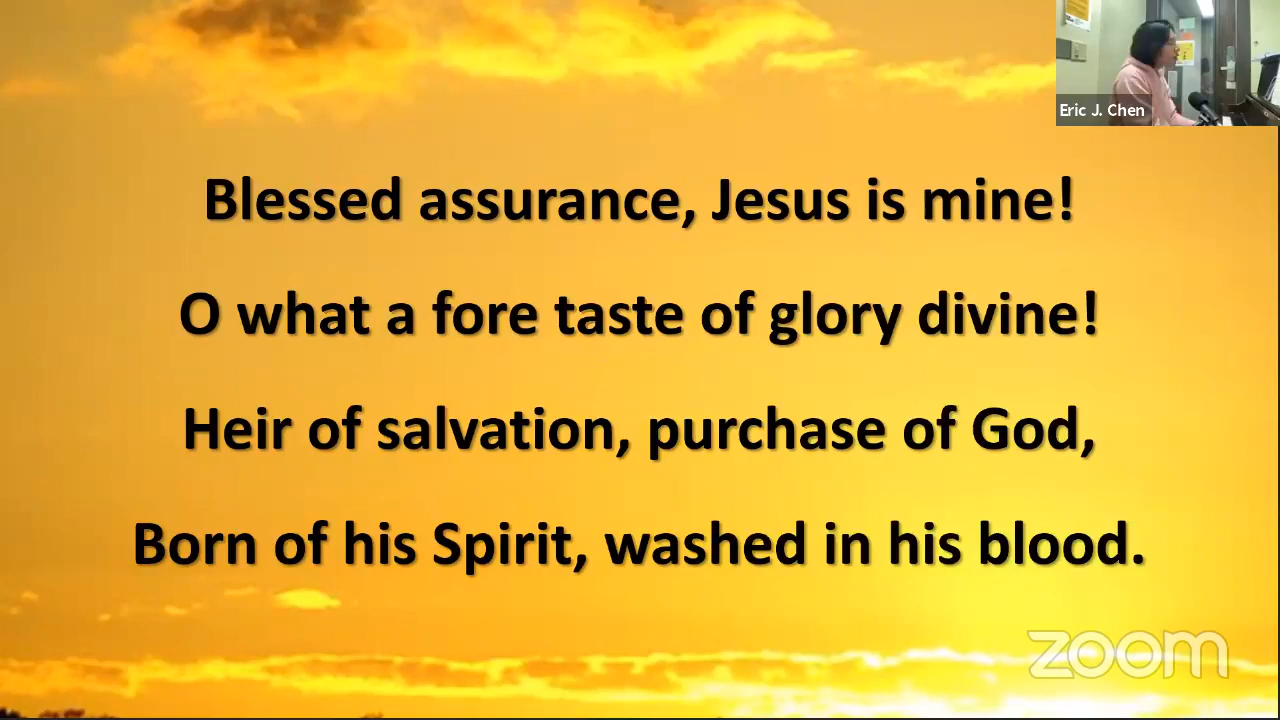 Eric J. Chen
Blessed assurance, Jesus is mine!
O what a fore taste of glory divine!
Heir of salvation, purchase of God,
Born of his Spirit, washed in his blood.
zoom